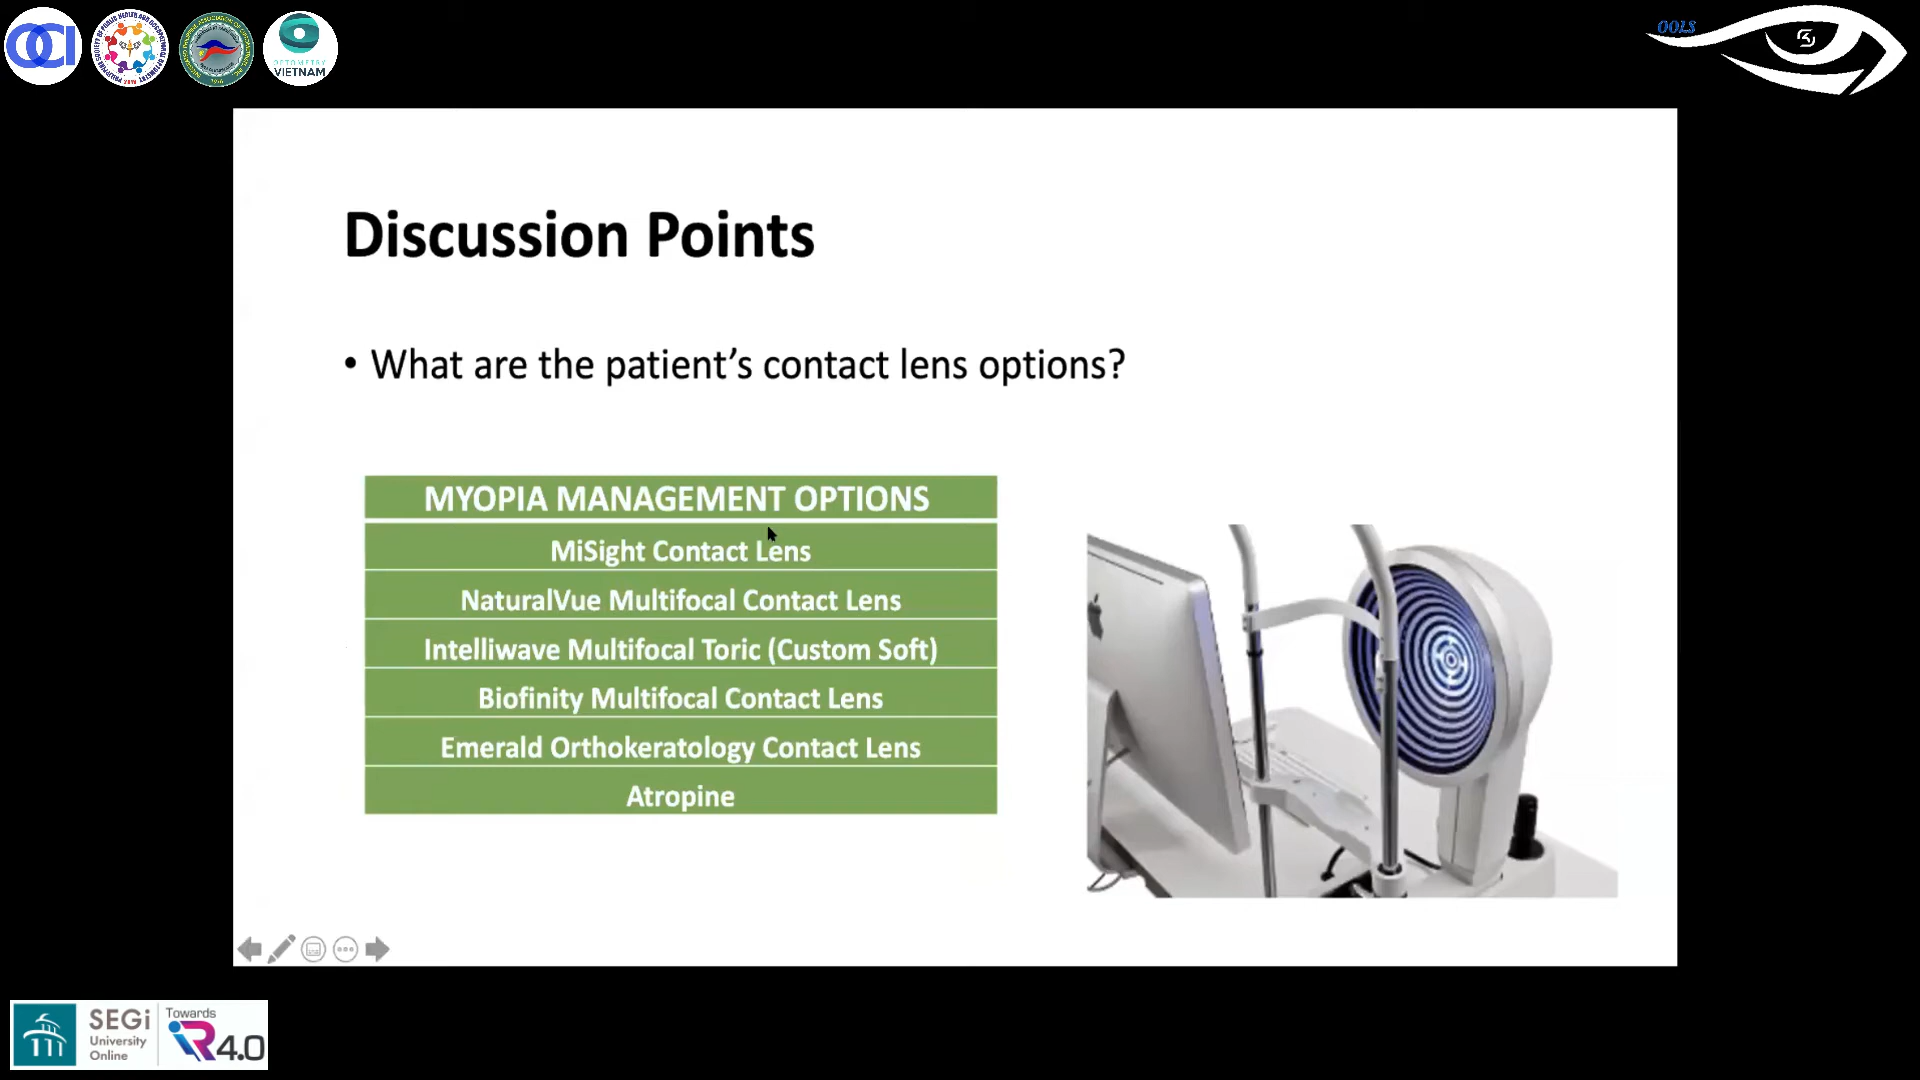 OCI
OPTOMETRY
VIETNAM
OOLS
Discussion Points
• What are the patient's contact lens options?
MYOPIA MANAGEMENT OPTIONS
MiSight Contact Lens
NaturalVue Multifocal Contact Lens
Intelliwave Multifocal Toric (Custom Soft)
Biofinity Multifocal Contact Lens
Emerald Orthokeratology Contact Lens
Atropine
SEGi
University
Online
Towards
iR4.0